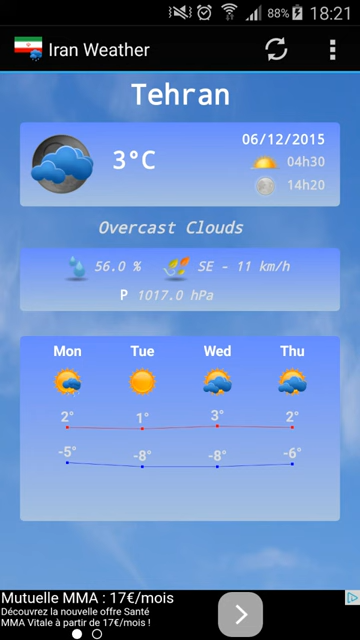 88% 18:21
Iran Weather
Tehran
3°C
06/12/2015
04h30
14h20
Overcast Clouds
56.0 % SE - 11 km/h
P 1017.0 hPa
Mon Tue Wed Thu
2° 1° 3° 2°
-5° -8° -8° -6°
Mutuelle MMA : 17€/mois
Découvrez la nouvelle offre Santé
MMA Vitale à partir de 17€/mois !